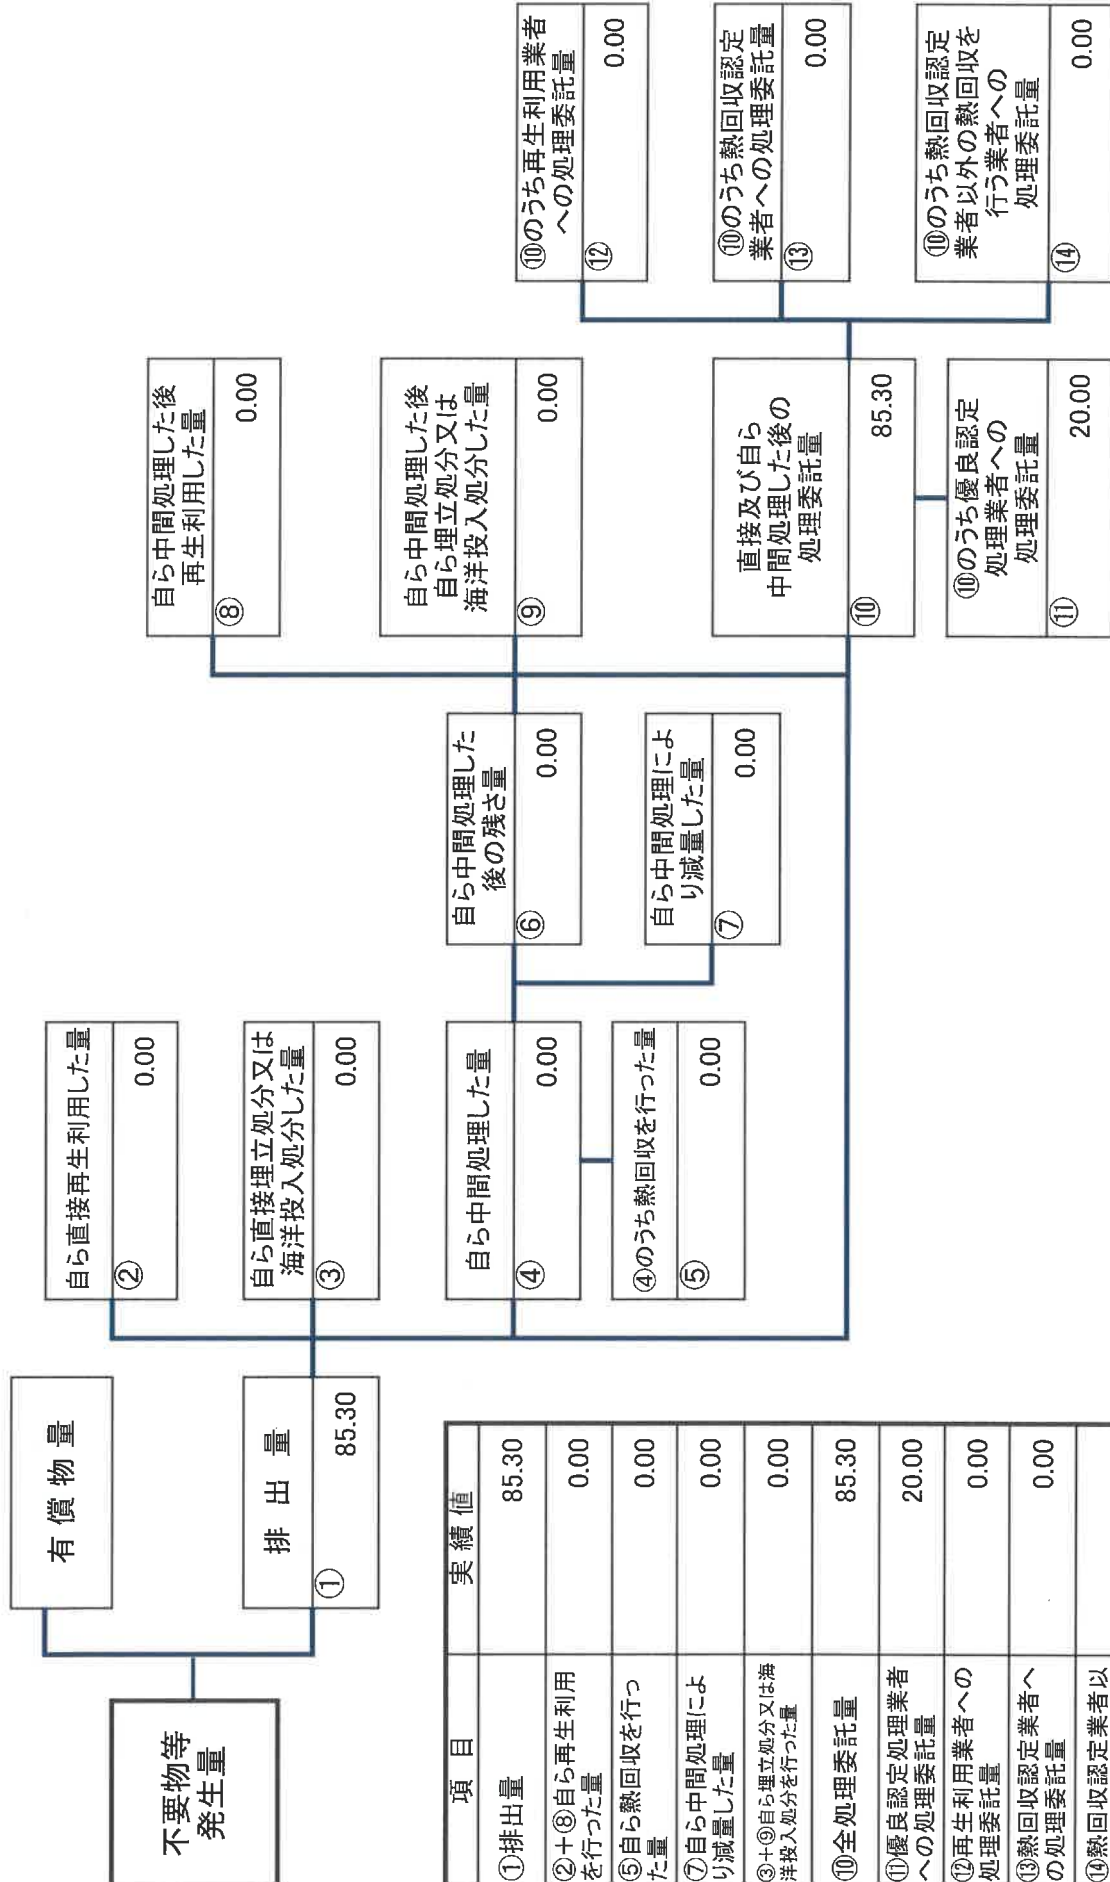 不要物等
発生量
有 償 物 量
排 出 量
①
85.30
自ら直接再生利用した量
②
0.00
自ら直接埋立処分又は
海洋投入処分した量
③
0.00
自ら中間処理した量
④
0.00
④のうち熱回収を行った量
⑤
0.00
自ら中間処理した
後の残さ量
⑥
0.00
自ら中間処理によ
り減量した量
⑦
0.00
自ら中間処理した後
再生利用した量
⑧
0.00
自ら中間処理した後
自ら埋立処分又は
海洋投入処分した量
⑨
0.00
直接及び自ら
中間処理した後の
処理委託量
⑩
85.30
⑩のうち優良認定
処理業者への
処理委託量
⑪
20.00
⑩のうち再生利用業者
への処理委託量
⑫
0.00
⑩のうち熱回収認定
業者への処理委託量
⑬
0.00
⑩のうち熱回収認定
業者以外の熱回収を
行う業者への
処理委託量
⑭
0.00
項 目
実 績 値
①排出量
85.30
②+⑧自ら再生利用
を行った量
0.00
⑤自ら熱回収を行っ
た量
0.00
⑦自ら中間処理によ
り減量した量
0.00
③+⑨自ら埋立処分又は海
洋投入処分を行った量
0.00
⑩全処理委託量
85.30
⑪優良認定処理業者
への処理委託量
20.00
⑫再生利用業者への
処理委託量
0.00
⑬熱回収認定業者へ
の処理委託量
0.00
⑭熱回収認定業者以